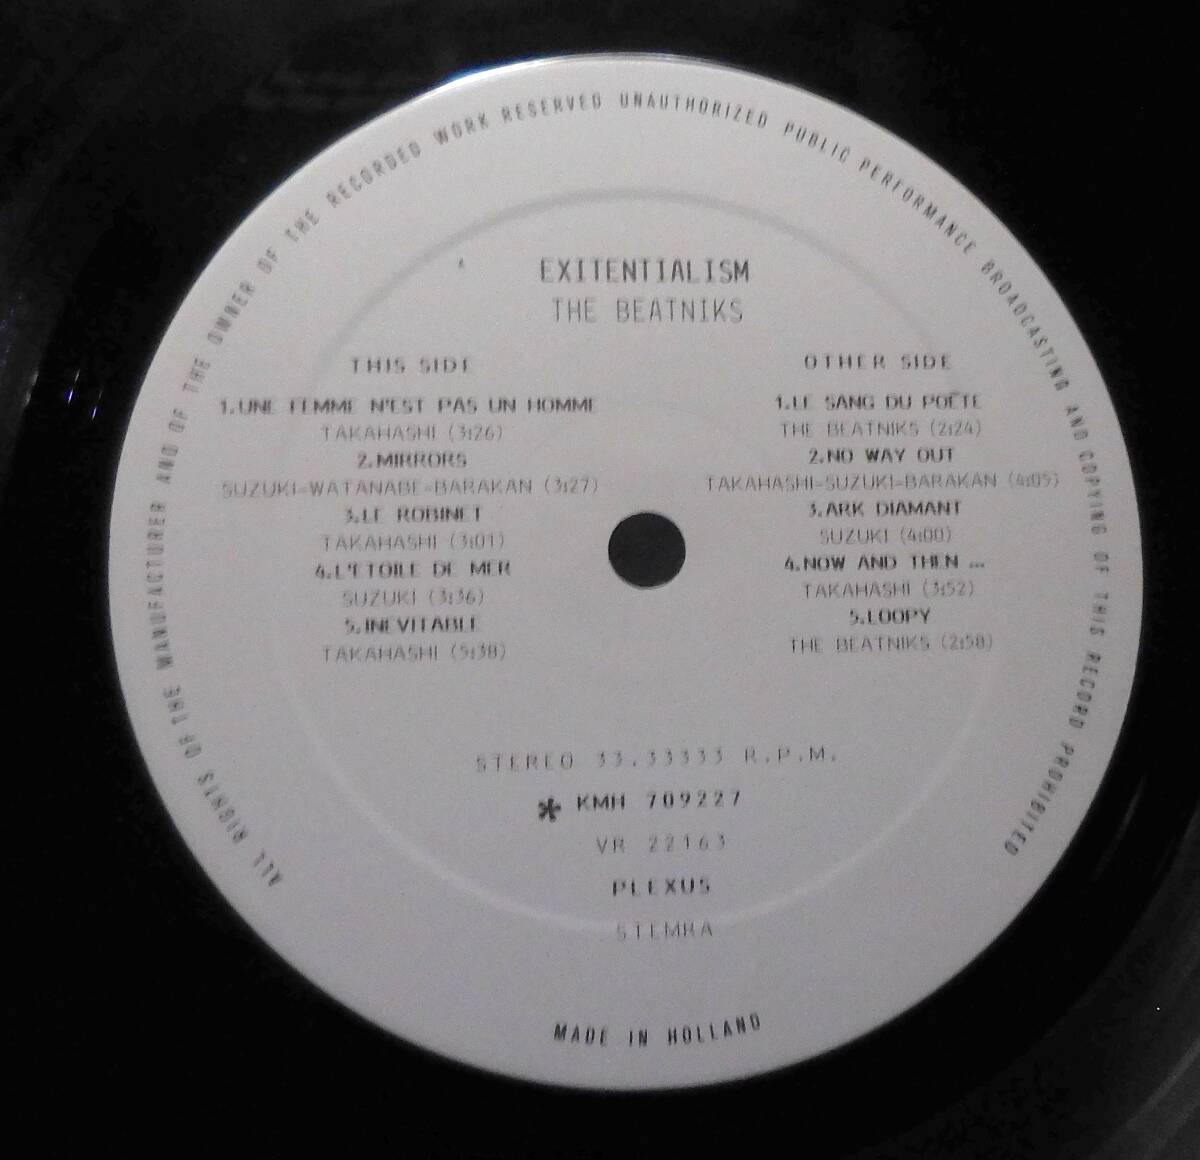 ALL RIGHTS OF THE MANUFACTURER AND OF THE OWNER OF THE RECORDED WORK RESERVED UNAUTHORIZED PUBLIC PERFORMANCE BROADCASTING AND COPYING OF THIS RECORD PROHIBITED
EXITENTIALISM
THE BEATNIKS
THIS SIDE
1.UNE FEMME N'EST PAS UN HOMME
TAKAHASHI (3:26)
2.MIRRORS
SUZUKI-WATANABE-BARAKAN (3:27)
3.LE ROBINET
TAKAHASHI (3:01)
4.L'ETOILE DE MER
SUZUKI (3:36)
5.INEVITABLE
TAKAHASHI (5:38)
OTHER SIDE
1.LE SANG DU POÊTE
THE BEATNIKS (2:24)
2.NO WAY OUT
TAKAHASHI-SUZUKI-BARAKAN (4:05)
3.ARK DIAMANT
SUZUKI (4:00)
4.NOW AND THEN ...
TAKAHASHI (3:52)
5.LOOPY
THE BEATNIKS (2:58)
STEREO 33.33333 R.P.M.
* KMH 709227
VR 22163
PLEXUS
STEMRA
MADE IN HOLLAND